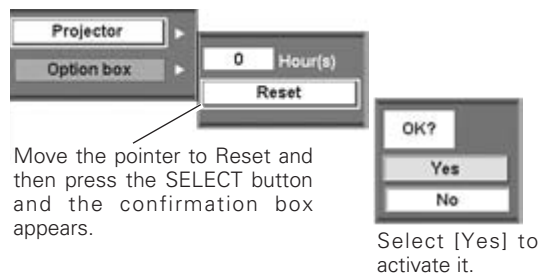 Projector
Option box
0 Hour(s)
Reset
OK?
Yes
No
Move the pointer to Reset and
then press the SELECT button
and the confirmation box
appears.
Select [Yes] to
activate it.